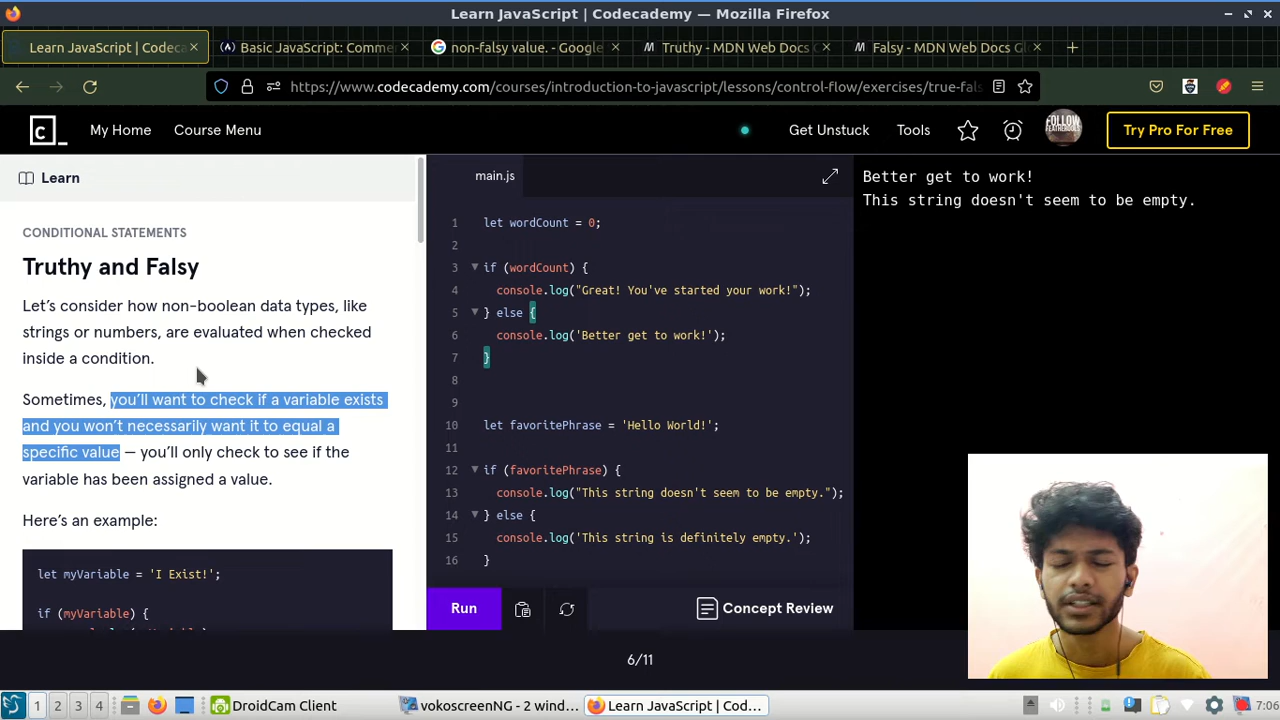 Learn JavaScript | Codecademy — Mozilla Firefox
Learn JavaScript | Codeca
Basic JavaScript: Comme
non-falsy value. - Google
Truthy - MDN Web Docs
Falsy - MDN Web Docs Gl
https://www.codecademy.com/courses/introduction-to-javascript/lessons/control-flow/exercises/true-fals
c_
My Home
Course Menu
Get Unstuck
Tools
FOLLOW
Try Pro For Free
Learn
CONDITIONAL STATEMENTS
Truthy and Falsy
Let’s consider how non-boolean data types, like
strings or numbers, are evaluated when checked
inside a condition.
Sometimes, you’ll want to check if a variable exists
and you won’t necessarily want it to equal a
specific value — you’ll only check to see if the
variable has been assigned a value.
Here’s an example:
let myVariable = 'I Exist!';
if (myVariable) {
main.js
1 let wordCount = 0;
2
3 if (wordCount) {
4 console.log("Great! You've started your work!");
5 } else {
6 console.log('Better get to work!');
7 }
8
9
10 let favoritePhrase = 'Hello World!';
11
12 if (favoritePhrase) {
13 console.log("This string doesn't seem to be empty.");
14 } else {
15 console.log('This string is definitely empty.');
16 }
Run
Concept Review
Better get to work!
This string doesn't seem to be empty.
6/11
1 2 3 4
DroidCam Client
vokoscreenNG - 2 wind...
Learn JavaScript | Cod...
7:06